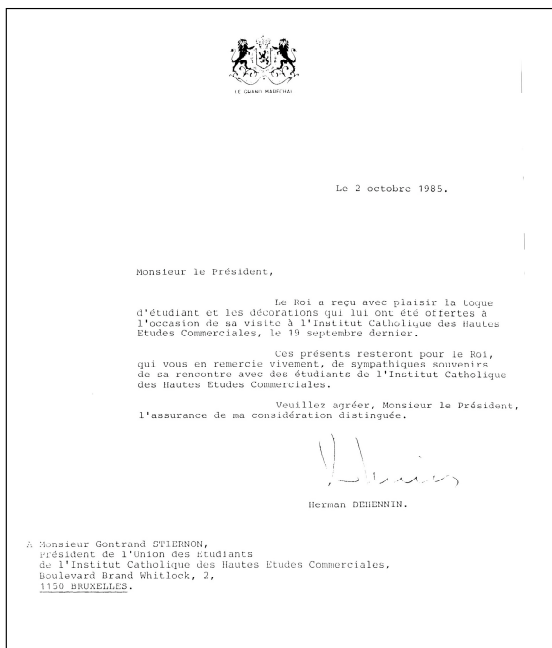 LE GRAND MARECHAL
Le 2 octobre 1985.
Monsieur le Président,
Le Roi a reçu avec plaisir la toque
d'étudiant et les décorations qui lui ont été offertes à
l'occasion de sa visite à l'Institut Catholique des Hautes
Etudes Commerciales, le 19 septembre dernier.
Ces présents resteront pour le Roi,
qui vous en remercie vivement, de sympathiques souvenirs
de sa rencontre avec des étudiants de l'Institut Catholique
des Hautes Etudes Commerciales.
Veuillez agréer, Monsieur le Président,
l'assurance de ma considération distinguée.
Herman DEHENNIN.
A Monsieur Gontrand STIERNON,
Président de l'Union des Etudiants
de l'Institut Catholique des Hautes Etudes Commerciales,
Boulevard Brand Whitlock, 2,
1150 BRUXELLES.